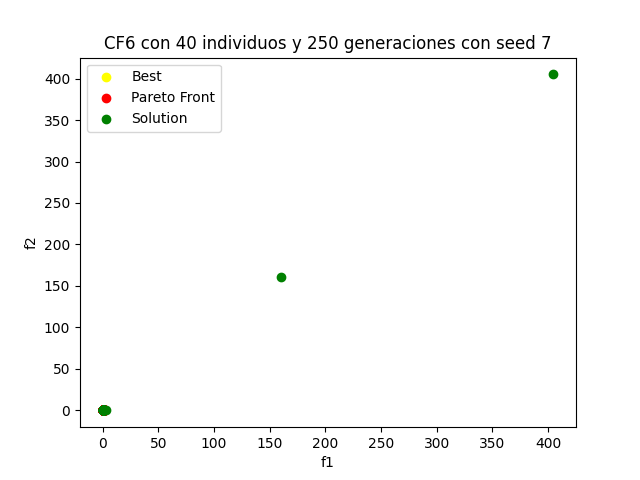 CF6 con 40 individuos y 250 generaciones con seed 7
Best
Pareto Front
Solution
400
350
300
250
200
150
100
50
0
f2
0 50 100 150 200 250 300 350 400
f1